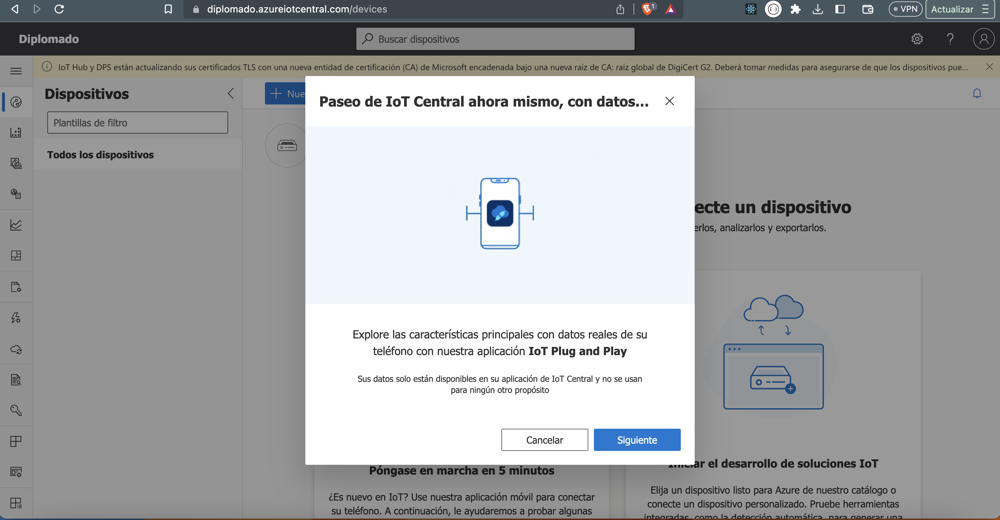 diplomado.azureiotcentral.com/devices
1
VPN
Actualizar
Diplomado
Buscar dispositivos
IoT Hub y DPS están actualizando sus certificados TLS con una nueva entidad de certificación (CA) de Microsoft encadenada bajo una nueva raíz de CA: raíz global de DigiCert G2. Deberá tomar medidas para asegurarse de que los dispositivos pue...
Dispositivos
Nue
Plantillas de filtro
Todos los dispositivos
Paseo de IoT Central ahora mismo, con datos...
ecte un dispositivo
erlos, analizarlos y exportarlos.
Explore las características principales con datos reales de su
teléfono con nuestra aplicación IoT Plug and Play
Sus datos solo están disponibles en su aplicación de IoT Central y no se usan
para ningún otro propósito
Cancelar
Siguiente
Póngase en marcha en 5 minutos
¿Es nuevo en IoT? Use nuestra aplicación móvil para conectar
su teléfono. A continuación, le ayudaremos a probar algunas
Iniciar el desarrollo de soluciones IoT
Elija un dispositivo listo para Azure de nuestro catálogo o
conecte un dispositivo personalizado. Pruebe herramientas
integradas, como la detección automática, para generar una